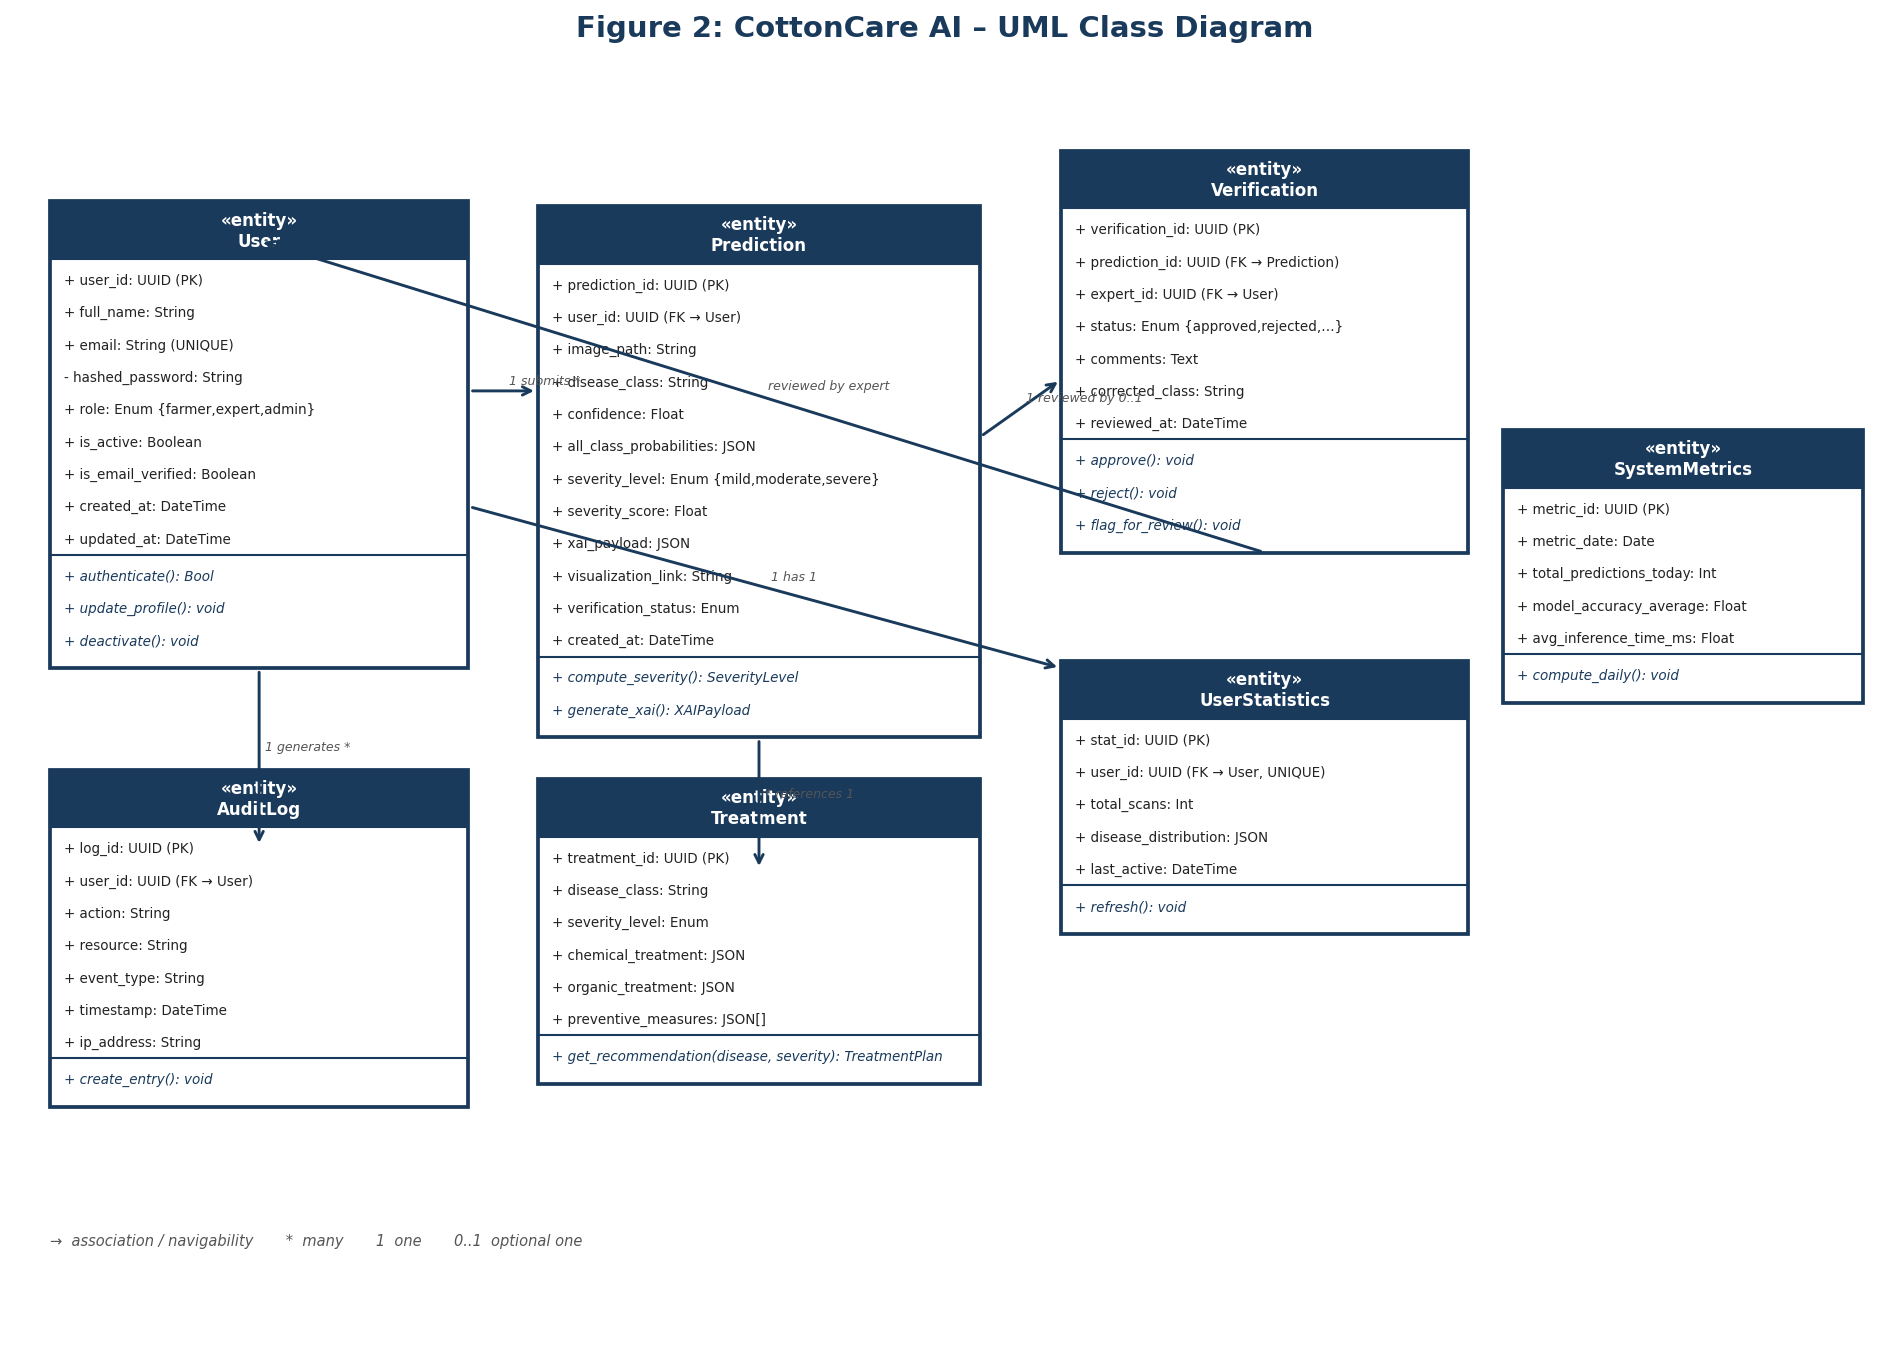 Figure 2: CottonCare AI – UML Class Diagram
«entity»
User
+ user_id: UUID (PK)
+ full_name: String
+ email: String (UNIQUE)
- hashed_password: String
+ role: Enum {farmer,expert,admin}
+ is_active: Boolean
+ is_email_verified: Boolean
+ created_at: DateTime
+ updated_at: DateTime
+ authenticate(): Bool
+ update_profile(): void
+ deactivate(): void
1 submits *
«entity»
Prediction
+ prediction_id: UUID (PK)
+ user_id: UUID (FK → User)
+ image_path: String
+ disease_class: String
+ confidence: Float
+ all_class_probabilities: JSON
+ severity_level: Enum {mild,moderate,severe}
+ severity_score: Float
+ xai_payload: JSON
+ visualization_link: String
+ verification_status: Enum
+ created_at: DateTime
+ compute_severity(): SeverityLevel
+ generate_xai(): XAIPayload
reviewed by expert
1 has 1
1 reviewed by 0..1
«entity»
Verification
+ verification_id: UUID (PK)
+ prediction_id: UUID (FK → Prediction)
+ expert_id: UUID (FK → User)
+ status: Enum {approved,rejected,...}
+ comments: Text
+ corrected_class: String
+ reviewed_at: DateTime
+ approve(): void
+ reject(): void
+ flag_for_review(): void
«entity»
SystemMetrics
+ metric_id: UUID (PK)
+ metric_date: Date
+ total_predictions_today: Int
+ model_accuracy_average: Float
+ avg_inference_time_ms: Float
+ compute_daily(): void
«entity»
UserStatistics
+ stat_id: UUID (PK)
+ user_id: UUID (FK → User, UNIQUE)
+ total_scans: Int
+ disease_distribution: JSON
+ last_active: DateTime
+ refresh(): void
1 generates *
«entity»
AuditLog
+ log_id: UUID (PK)
+ user_id: UUID (FK → User)
+ action: String
+ resource: String
+ event_type: String
+ timestamp: DateTime
+ ip_address: String
+ create_entry(): void
references 1
«entity»
Treatment
+ treatment_id: UUID (PK)
+ disease_class: String
+ severity_level: Enum
+ chemical_treatment: JSON
+ organic_treatment: JSON
+ preventive_measures: JSON[]
+ get_recommendation(disease, severity): TreatmentPlan
→ association / navigability * many 1 one 0..1 optional one